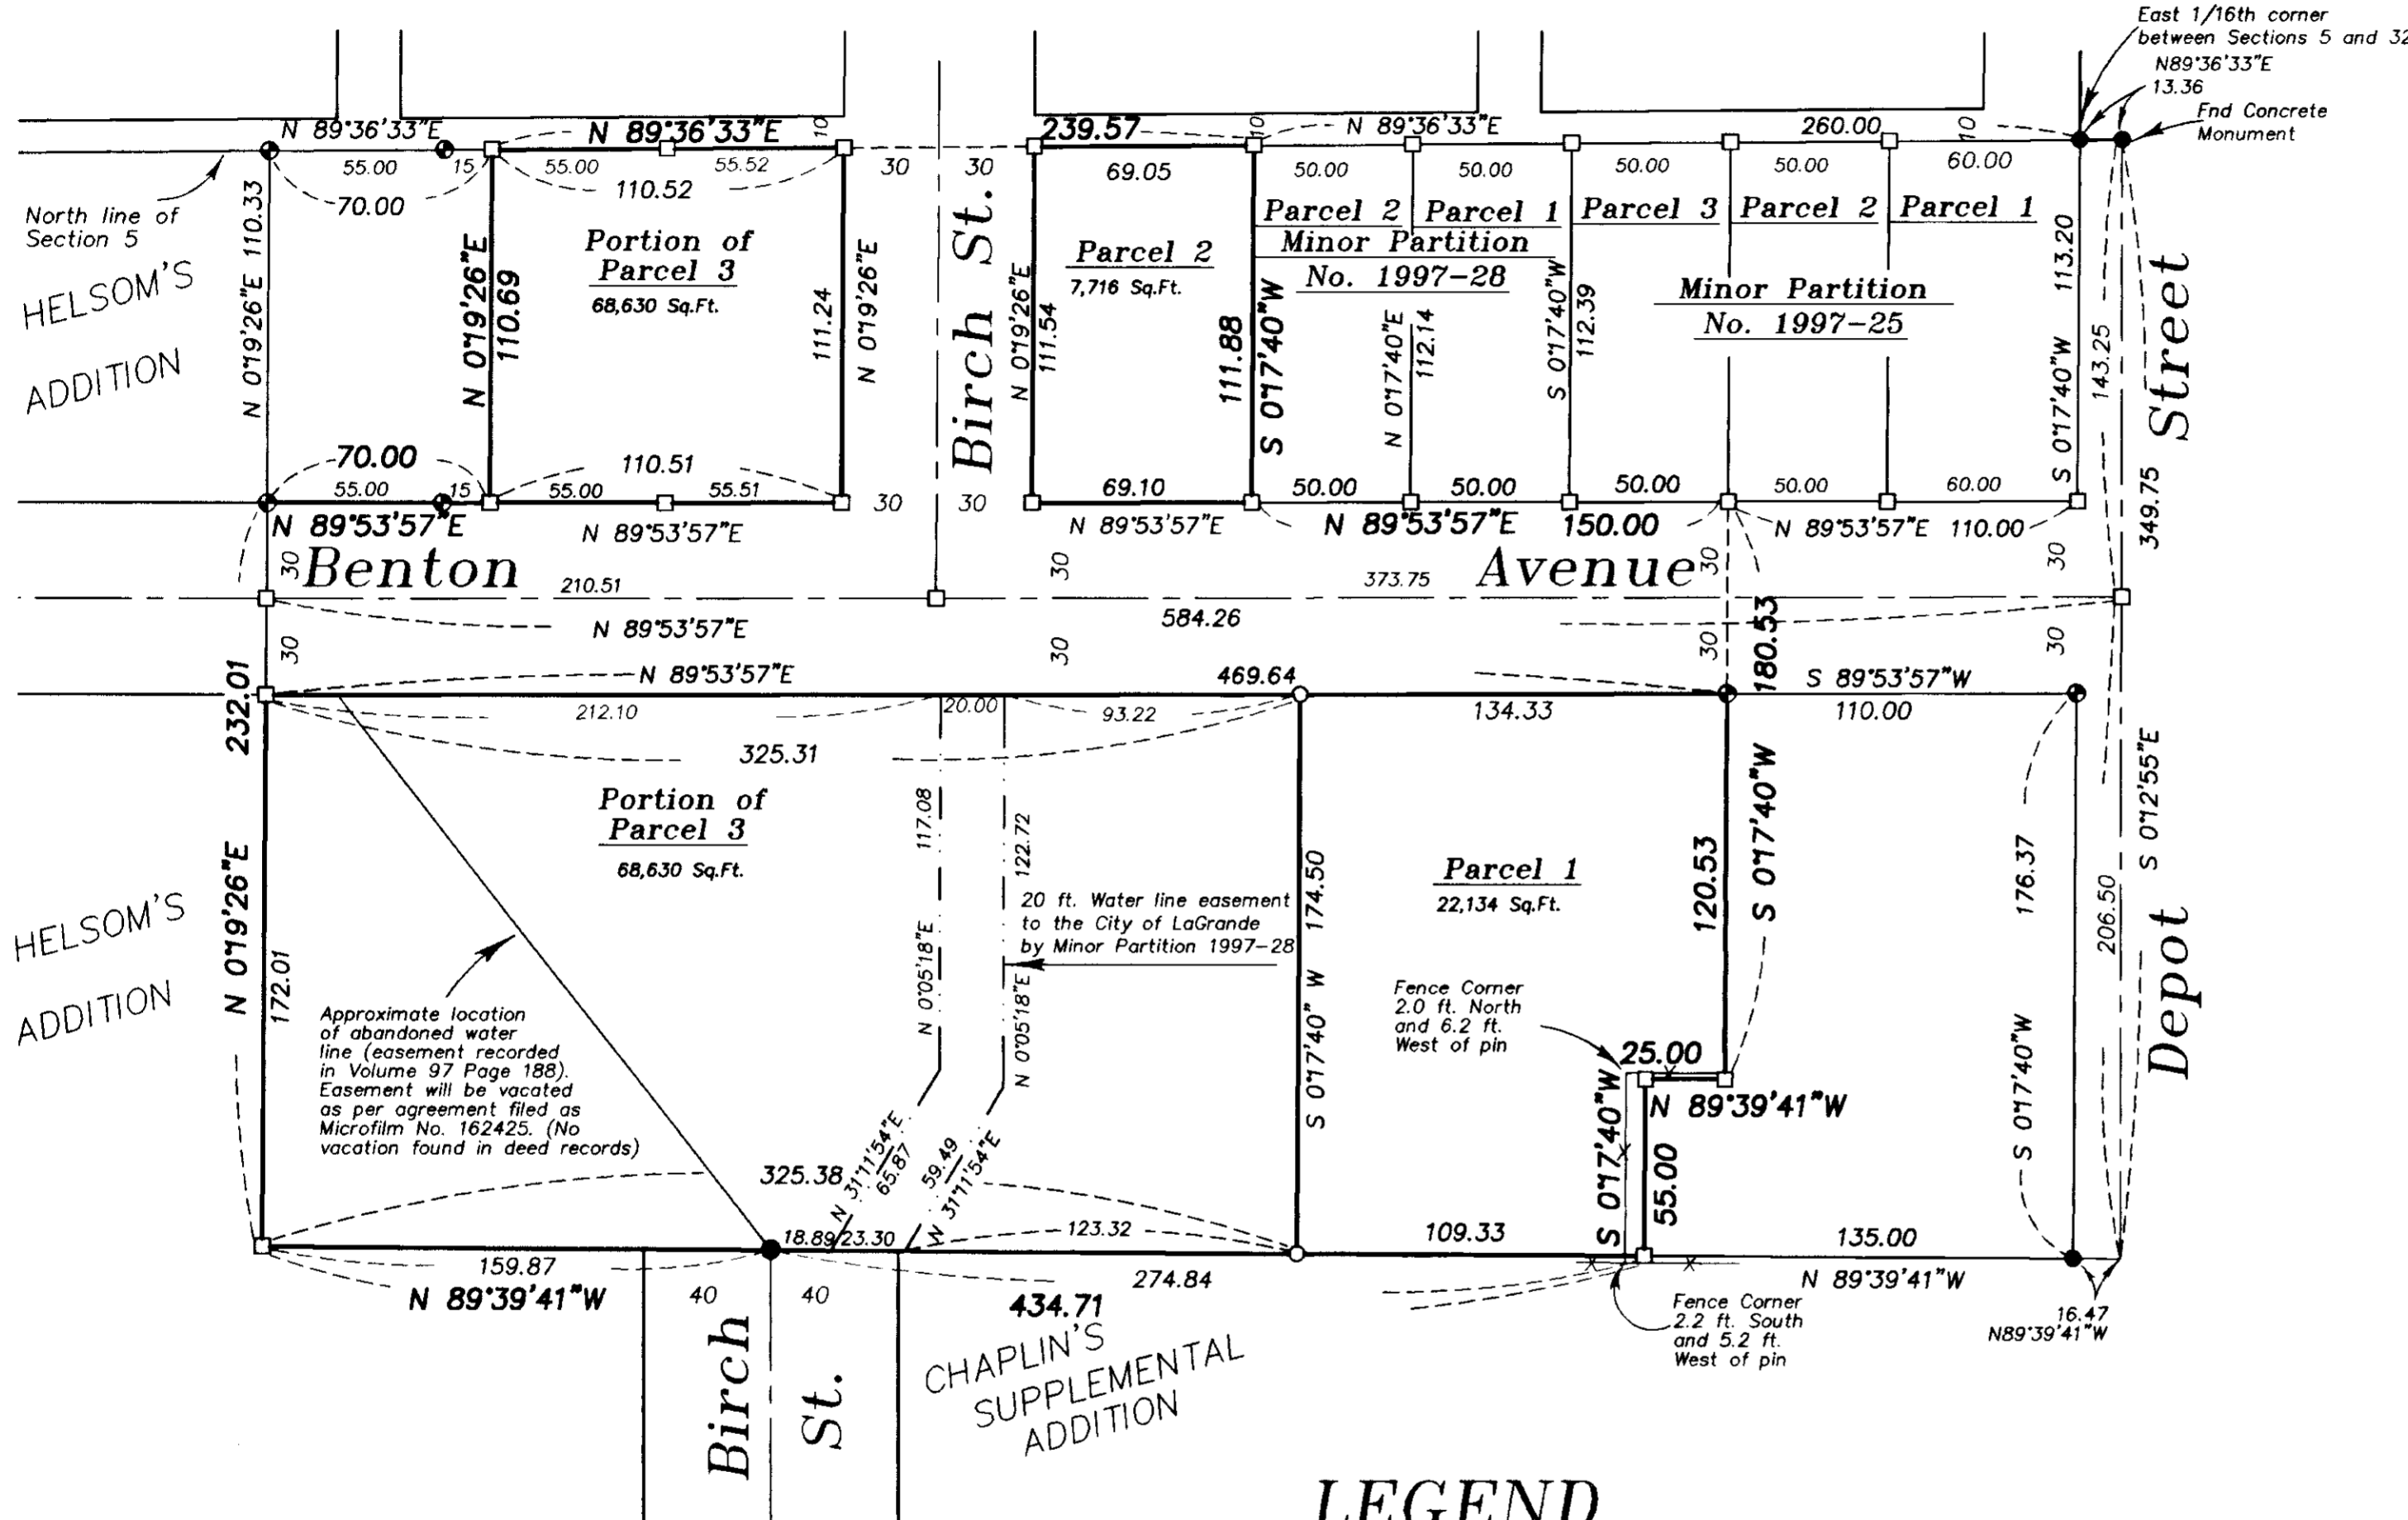 East 1/16th corner
between Sections 5 and 32
N89°36'33"E
13.36
Fnd Concrete
Monument
N 89°36'33"E
N 89°36'33"E
10
239.57
10
N 89°36'33"E
260.00
10
55.00
15
55.00
55.52
30
30
69.05
50.00
50.00
50.00
50.00
60.00
70.00
110.52
North line of
Section 5
HELSOM'S
ADDITION
N 0°19'26"E 110.33
N 0°19'26"E
110.69
Portion of
Parcel 3
68,630 Sq.Ft.
111.24
N 0°19'26"E
Birch St.
N 0°19'26"E
111.54
Parcel 2
7,716 Sq.Ft.
111.88
S 0°17'40"W
Parcel 2
Parcel 1
Minor Partition
No. 1997-28
N 0°17'40"E
112.14
S 0°17'40"W
112.39
Parcel 3
Parcel 2
Parcel 1
Minor Partition
No. 1997-25
S 0°17'40"W 113.20
143.25
349.75
Depot Street
70.00
110.51
55.00
15
55.00
55.51
30
30
69.10
50.00
50.00
50.00
50.00
60.00
N 89°53'57"E
N 89°53'57"E
N 89°53'57"E
N 89°53'57"E
150.00
N 89°53'57"E 110.00
30
Benton Avenue
30
30
30
210.51
373.75
N 89°53'57"E
584.26
30
30
30
30
180.53
232.01
N 89°53'57"E
469.64
S 89°53'57"W
212.10
20.00
93.22
134.33
110.00
325.31
Portion of
Parcel 3
68,630 Sq.Ft.
117.08
N 0°05'18"E
122.72
N 0°05'18"E
20 ft. Water line easement
to the City of LaGrande
by Minor Partition 1997-28
S 0°17'40" W 174.50
Parcel 1
22,134 Sq.Ft.
120.53
S 0°17'40"W
176.37
S 0°17'40"W
206.50
S 0°12'55"E
HELSOM'S
ADDITION
N 0°19'26"E
172.01
Approximate location
of abandoned water
line (easement recorded
in Volume 97 Page 188).
Easement will be vacated
as per agreement filed as
Microfilm No. 162425. (No
vacation found in deed records)
Fence Corner
2.0 ft. North
and 6.2 ft.
West of pin
25.00
N 89°39'41"W
S 0°17'40"W
55.00
325.38
N 31°11'54"E
65.87
59.49
N 31°11'54"E
18.89
23.30
123.32
109.33
135.00
159.87
274.84
N 89°39'41"W
N 89°39'41"W
434.71
40
40
16.47
N89°39'41"W
Fence Corner
2.2 ft. South
and 5.2 ft.
West of pin
Birch
St.
CHAPLIN'S
SUPPLEMENTAL
ADDITION
LEGEND